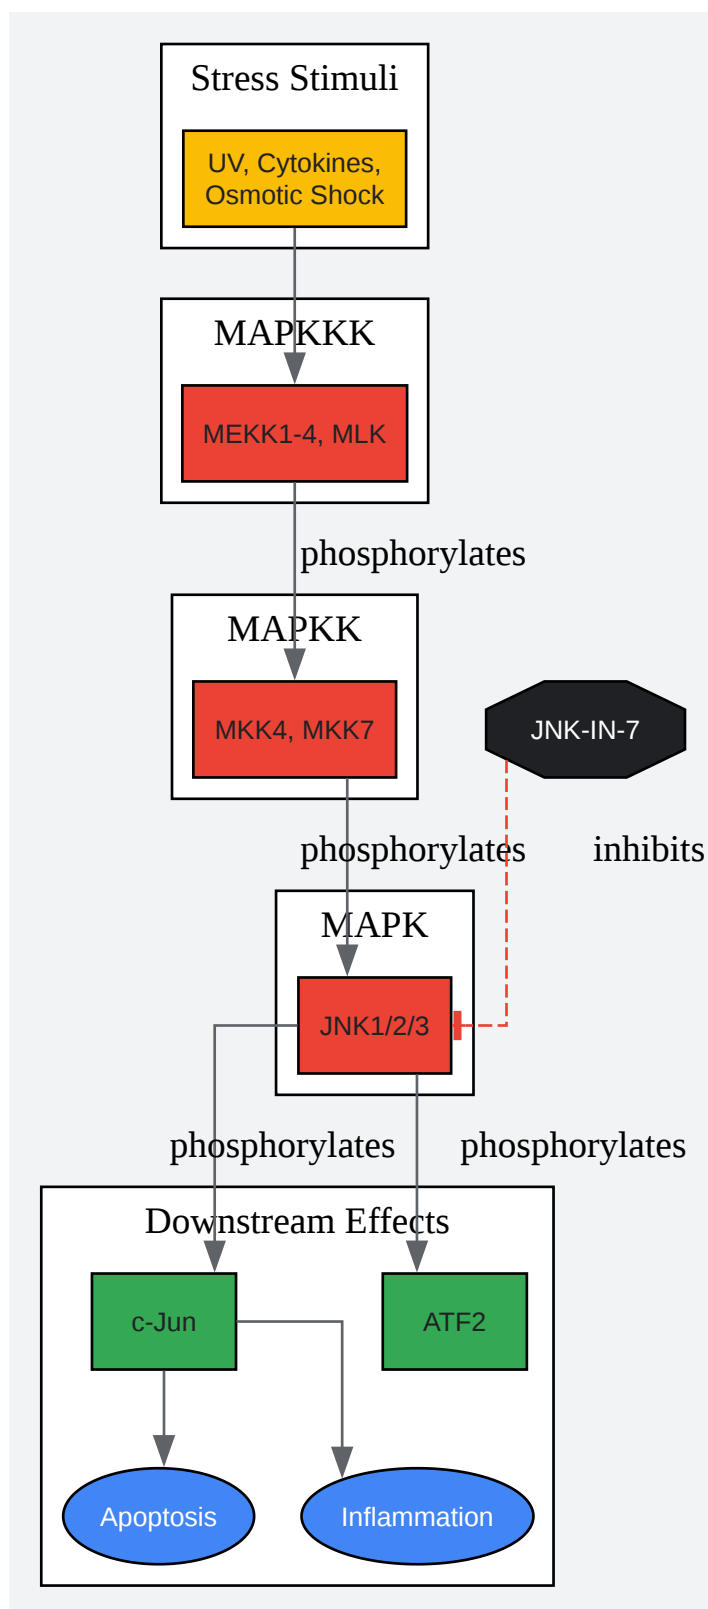 Stress Stimuli
UV, Cytokines,
Osmotic Shock
MAPKKK
MEKK1-4, MLK
phosphorylates
MAPKK
MKK4, MKK7
JNK-IN-7
phosphorylates
inhibits
MAPK
JNK1/2/3
phosphorylates
phosphorylates
Downstream Effects
c-Jun
ATF2
Apoptosis
Inflammation